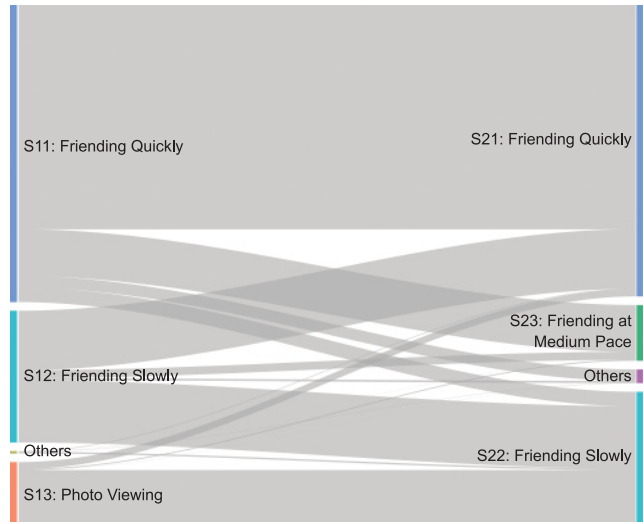 S11: Friending Quickly
S21: Friending Quickly
S23: Friending at
Medium Pace
S12: Friending Slowly
Others
Others
S22: Friending Slowly
S13: Photo Viewing